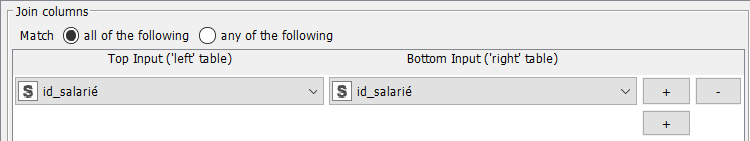 Join columns
Match all of the following any of the following
Top Input ('left' table) Bottom Input ('right' table)
S id_salarié S id_salarié + -
+